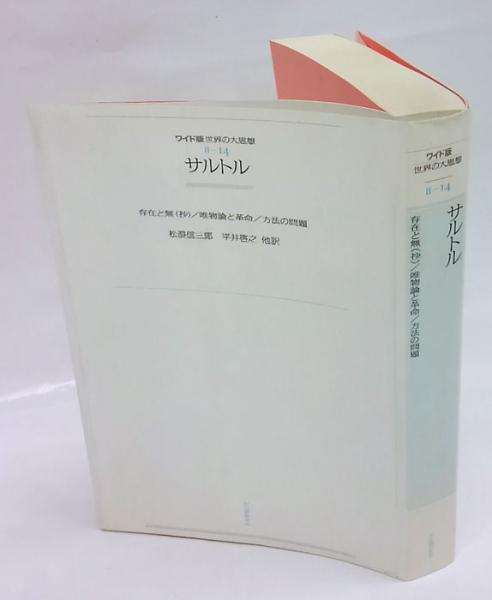 ワイド版 世界の大思想
II-14
サルトル
存在と無(抄)/唯物論と革命/方法の問題
松浪信三郎 平井啓之 他訳
ワイド版
世界の大思想
II-14
サルトル
存在と無(抄)/唯物論と革命/方法の問題